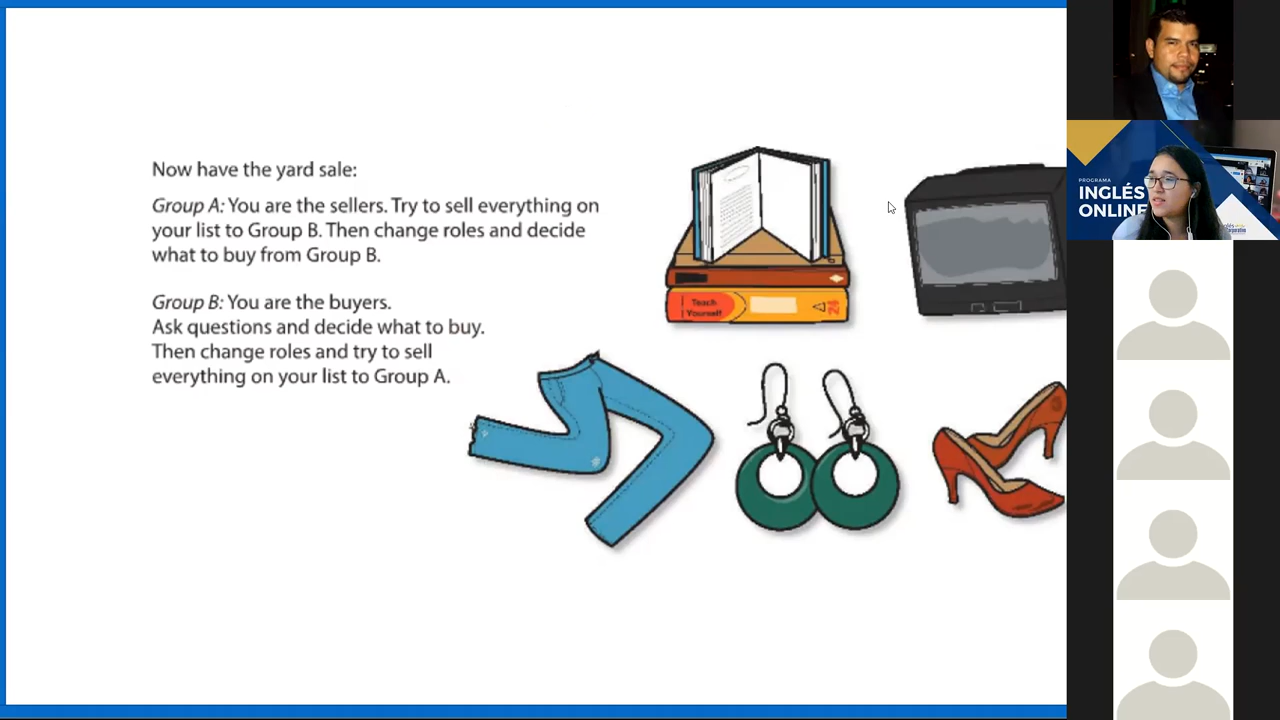 Now have the yard sale:
Group A: You are the sellers. Try to sell everything on
your list to Group B. Then change roles and decide
what to buy from Group B.
Group B: You are the buyers.
Ask questions and decide what to buy.
Then change roles and try to sell
everything on your list to Group A.
Teach
Yourself
24
PROGRAMA
INGLÉS
ONLINE